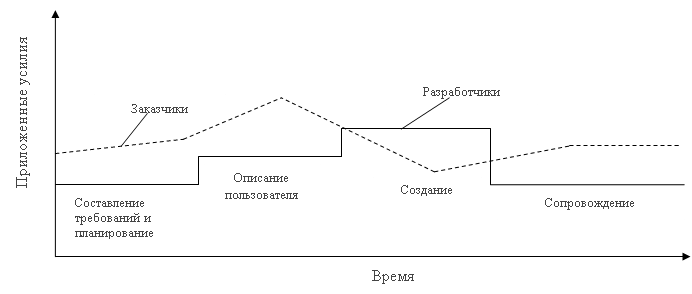 Приложенные усилия
Заказчики
Разработчики
Составление
требований и
планирование
Описание
пользователя
Создание
Сопровождение
Время